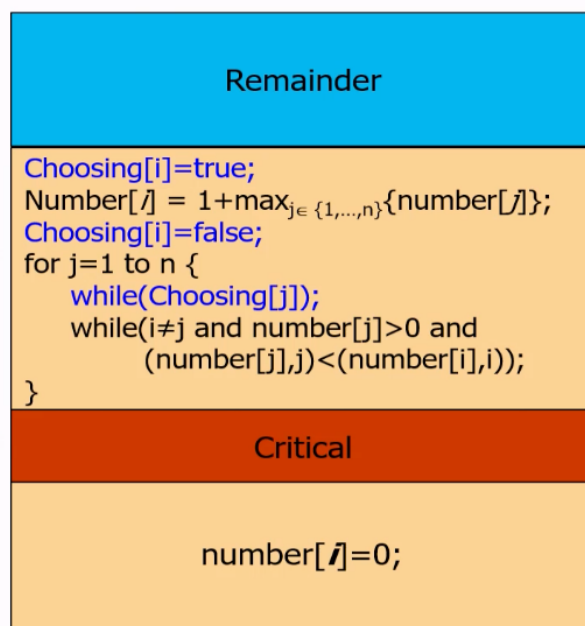 Remainder
Choosing[i]=true;
Number[i] = 1+max_{j∈ {1,...,n}}{number[j]};
Choosing[i]=false;
for j=1 to n {
while(Choosing[j]);
while(i≠j and number[j]>0 and
(number[j],j)<(number[i],i));
}
Critical
number[i]=0;